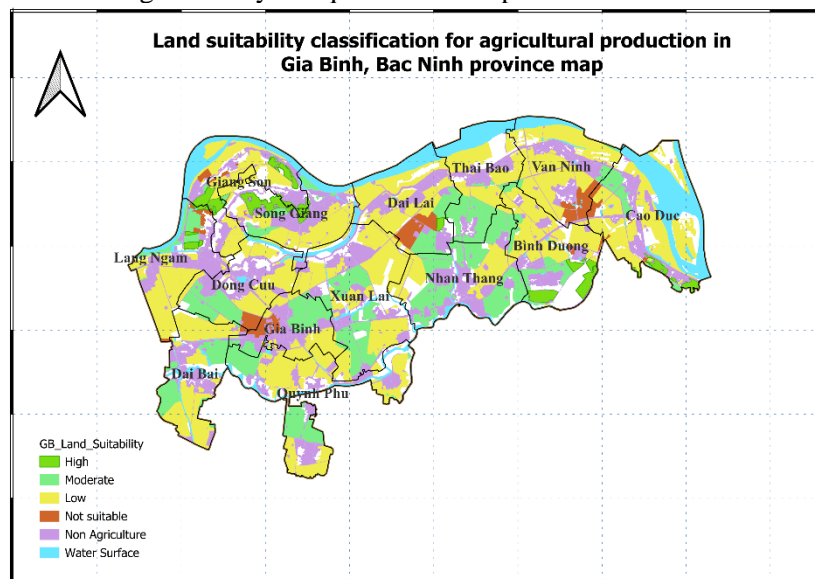 Land suitability classification for agricultural production in
Gia Binh, Bac Ninh province map
Thai Bao
Van Ninh
Giang Son
Song Giang
Dai Lai
Cao Duc
Lang Ngam
Bình Duong
Dong Cuu
Nhan Thang
Xuan Lai
Gia Binh
Dai Bai
Quynh Phu
GB_Land_Suitability
High
Moderate
Low
Not suitable
Non Agriculture
Water Surface